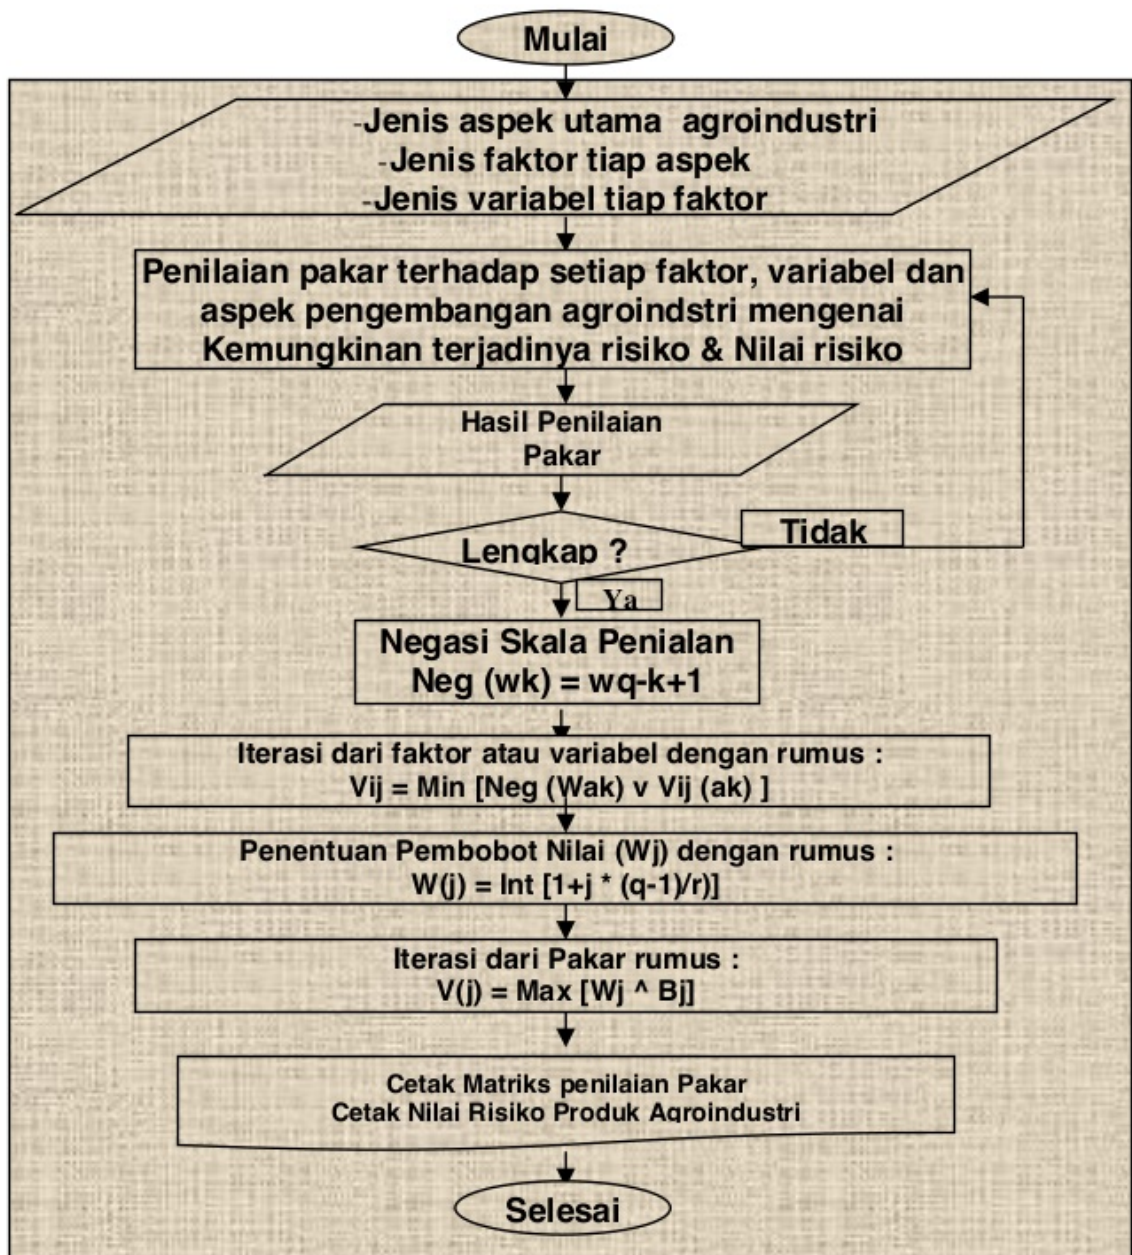 Mulai
-Jenis aspek utama agroindustri
-Jenis faktor tiap aspek
-Jenis variabel tiap faktor
Penilaian pakar terhadap setiap faktor, variabel dan
aspek pengembangan agroindstri mengenai
Kemungkinan terjadinya risiko & Nilai risiko
Hasil Penilaian
Pakar
Lengkap ?
Tidak
Ya
Negasi Skala Penialan
Neg (wk) = wq-k+1
Iterasi dari faktor atau variabel dengan rumus :
Vij = Min [Neg (Wak) v Vij (ak) ]
Penentuan Pembobot Nilai (Wj) dengan rumus :
W(j) = Int [1+j * (q-1)/r)]
Iterasi dari Pakar rumus :
V(j) = Max [Wj ^ Bj]
Cetak Matriks penilaian Pakar
Cetak Nilai Risiko Produk Agroindustri
Selesai